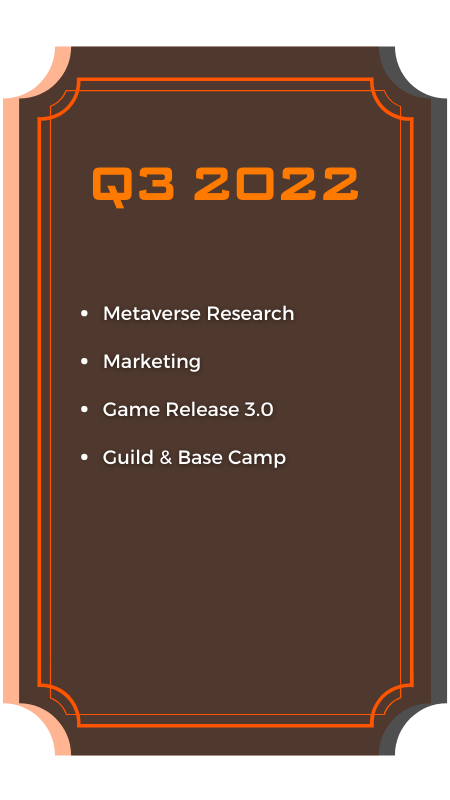 Q3 2022
• Metaverse Research
• Marketing
• Game Release 3.0
• Guild & Base Camp